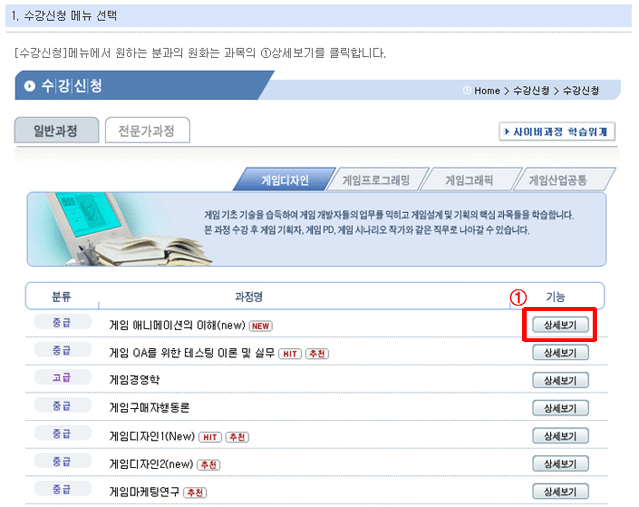 1. 수강신청 메뉴 선택
[수강신청]메뉴에서 원하는 분과의 원하는 과목의 ①상세보기를 클릭합니다.
수강신청
Home > 수강신청 > 수강신청
일반과정 전문가과정
사이버과정 학습위계
게임디자인 게임프로그래밍 게임그래픽 게임산업공통
게임 기초 기술을 습득하여 게임 개발자들의 업무를 익히고 게임설계 및 기획의 핵심 과목들을 학습합니다.
본 과정 수강 후 게임 기획자, 게임 PD, 게임 시나리오 작가와 같은 직무로 나아갈 수 있습니다.
분류 과정명 ① 기능
중급 게임 애니메이션의 이해(new) NEW 상세보기
중급 게임 QA를 위한 테스팅 이론 및 실무 HIT 추천 상세보기
고급 게임경영학 상세보기
중급 게임구매자행동론 상세보기
중급 게임디자인1(New) HIT 추천 상세보기
중급 게임디자인2(new) 추천 상세보기
중급 게임마케팅연구 추천 상세보기